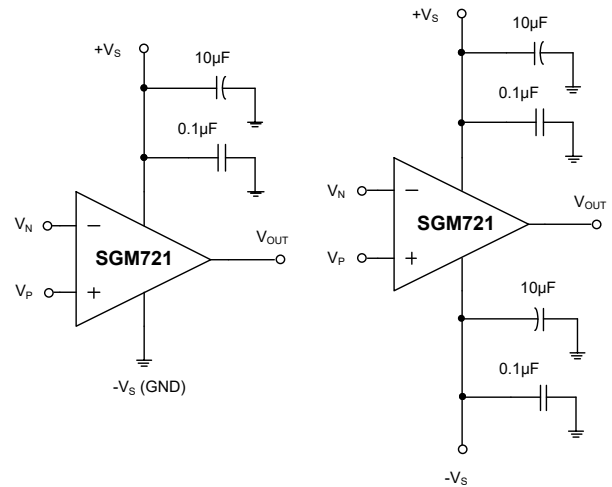 +VS
10µF
0.1µF
VN
−
SGM721
VOUT
VP
+
-VS (GND)
+VS
10µF
0.1µF
VN
−
SGM721
VOUT
VP
+
10µF
0.1µF
-VS